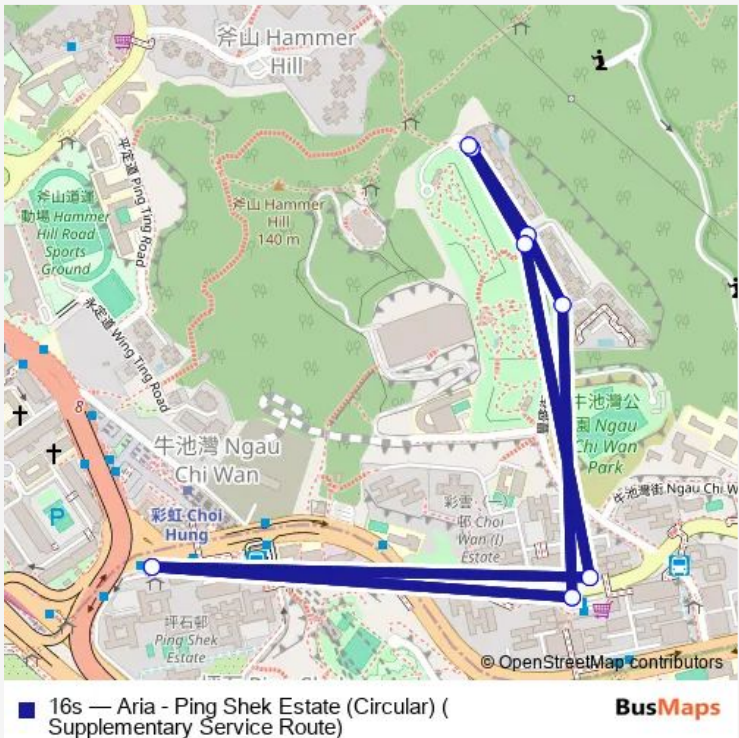 斧山 Hammer
Hill
平定道 Ping Ting Road
斧山道運
動場 Hammer
Hill Road
Sports
Ground
斧山 Hammer
Hill
140 m
永定道 Wing Ting Road
8
牛池灣公
園 Ngau
Chi Wan
Park
牛池灣 Ngau
Chi Wan
牛池灣街 Ngau Chi W
彩雲（一）
邨 Choi
Wan (I)
Estate
P
彩虹 Choi
Hung
坪石邨
Ping Shek
Estate
© OpenStreetMap contributors
16s — Aria - Ping Shek Estate (Circular) (
Supplementary Service Route)
BusMaps